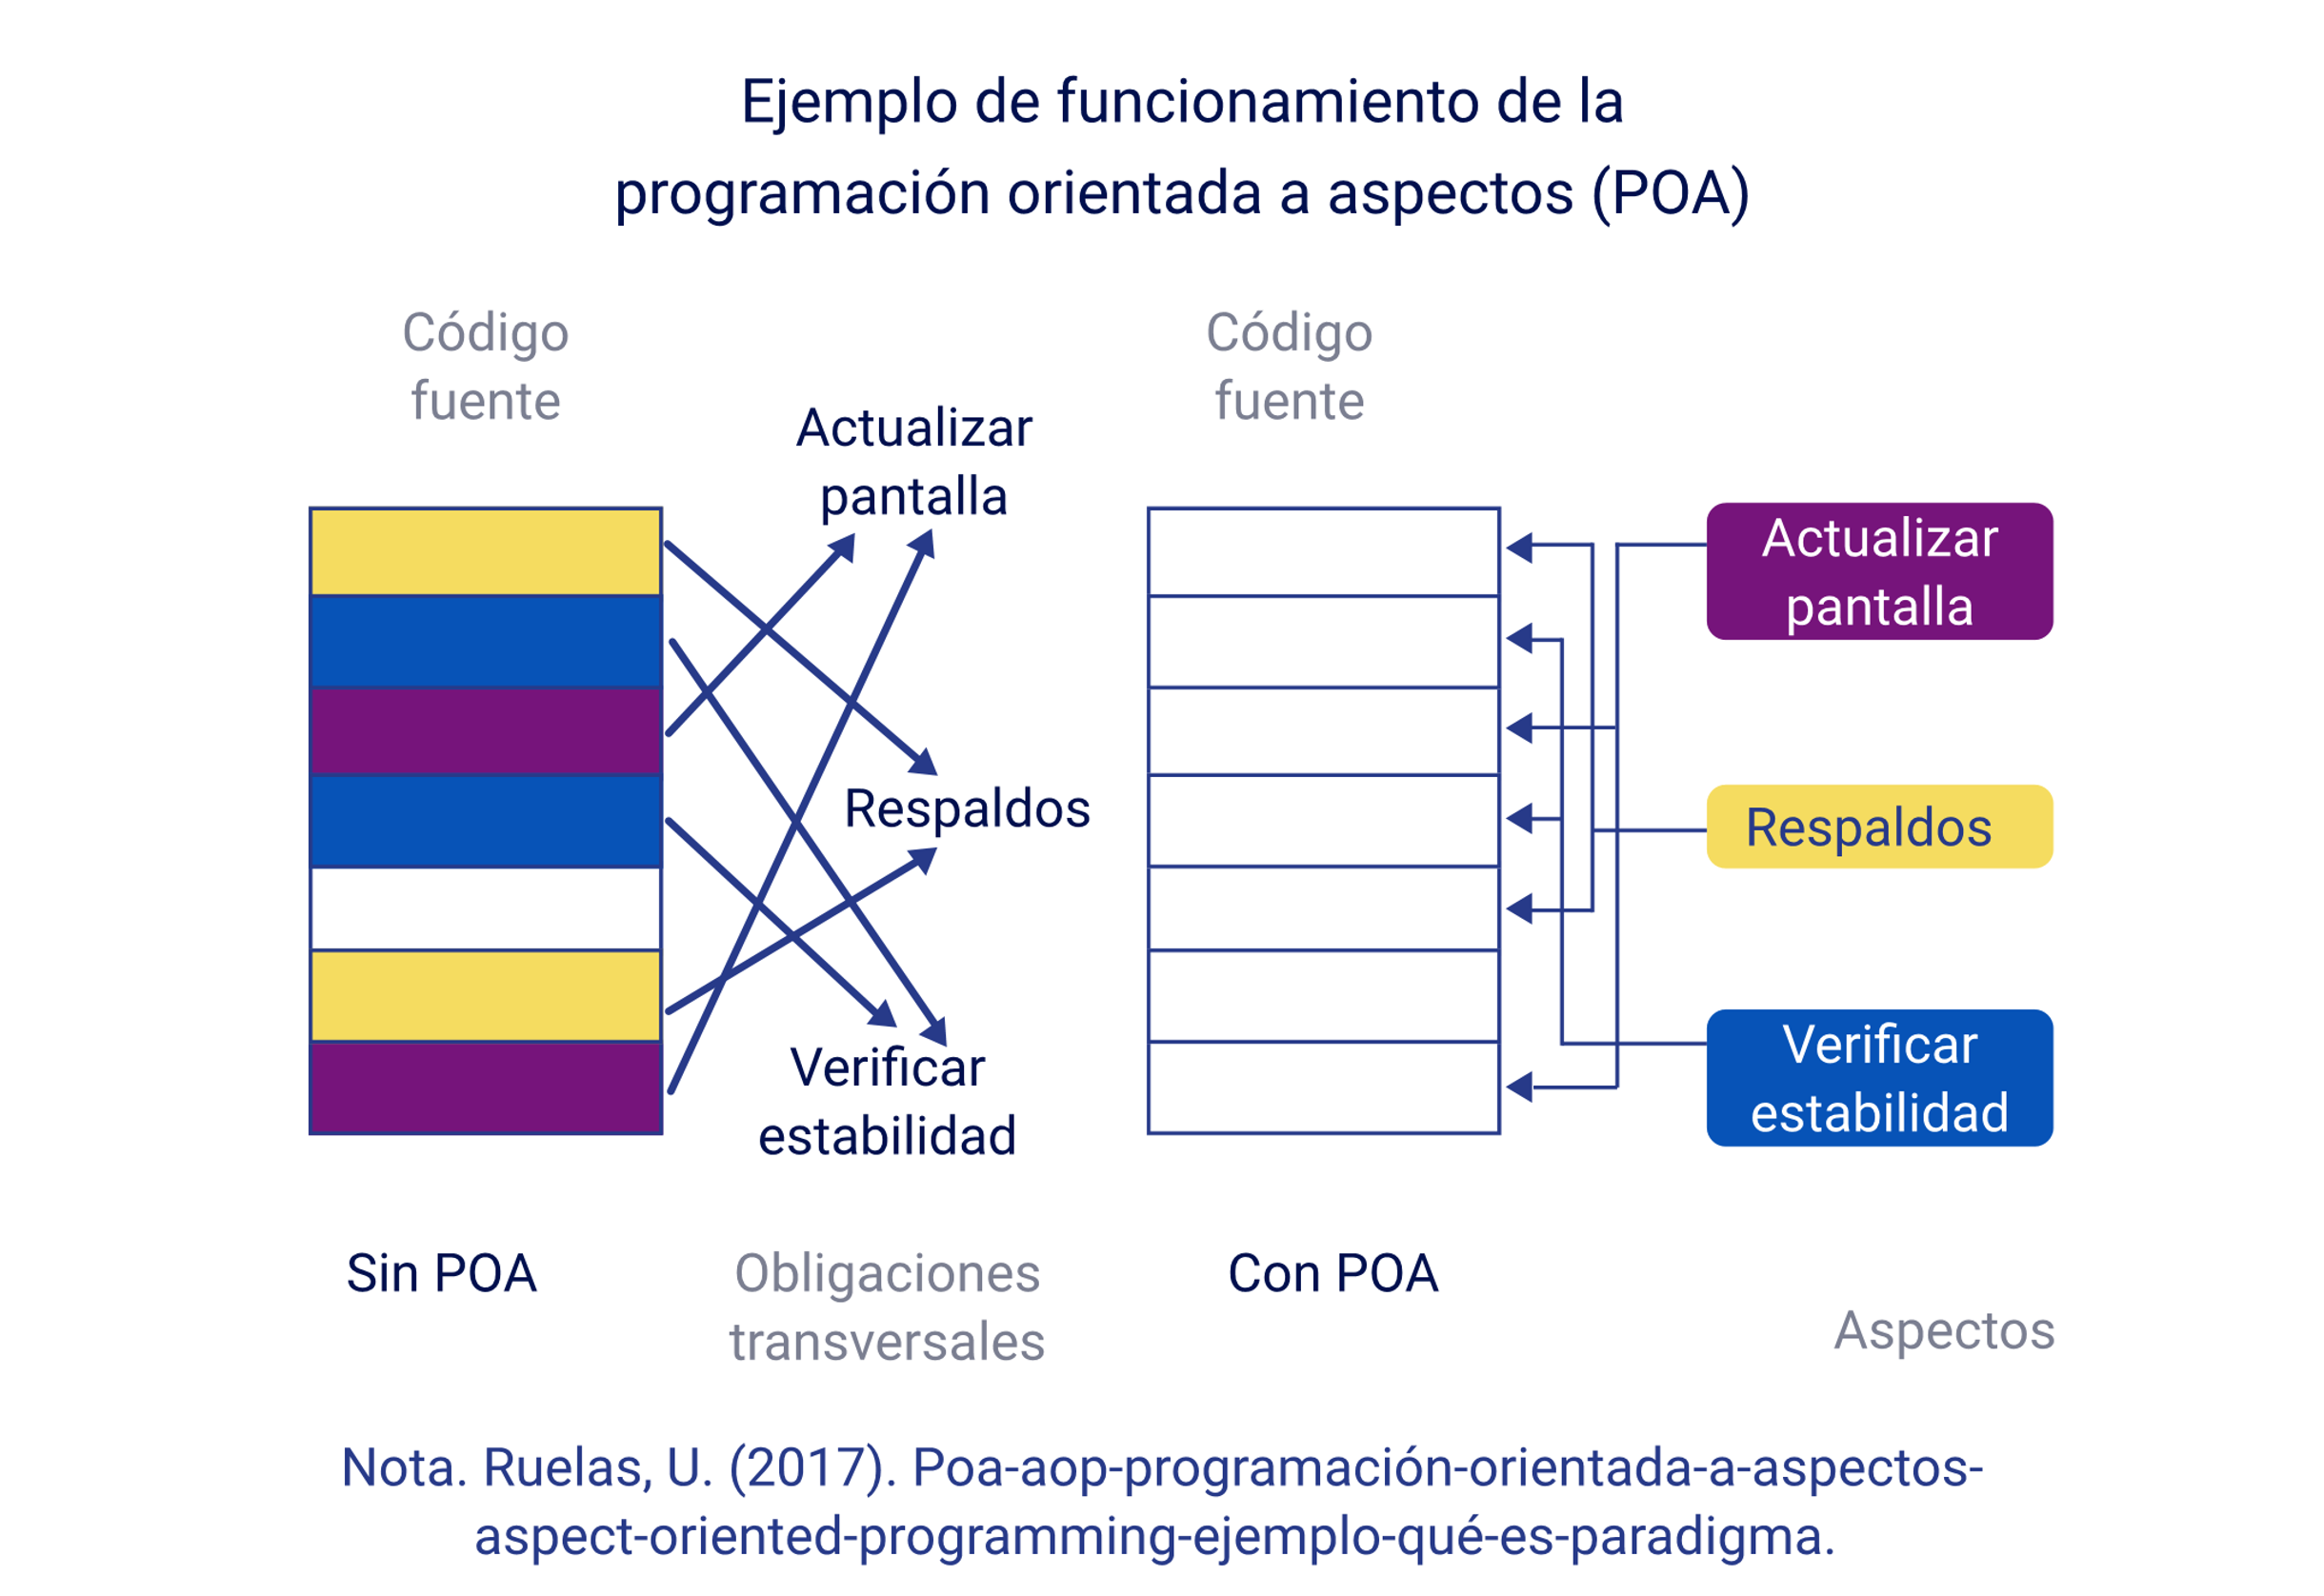 Ejemplo de funcionamiento de la
programación orientada a aspectos (POA)
Código
fuente
Actualizar
pantalla
Respaldos
Verificar
estabilidad
Código
fuente
Actualizar
pantalla
Respaldos
Verificar
estabilidad
Sin POA
Obligaciones
transversales
Con POA
Aspectos
Nota. Ruelas, U. (2017). Poa-aop-programación-orientada-a-aspectos-
aspect-oriented-programming-ejemplo-qué-es-paradigma.